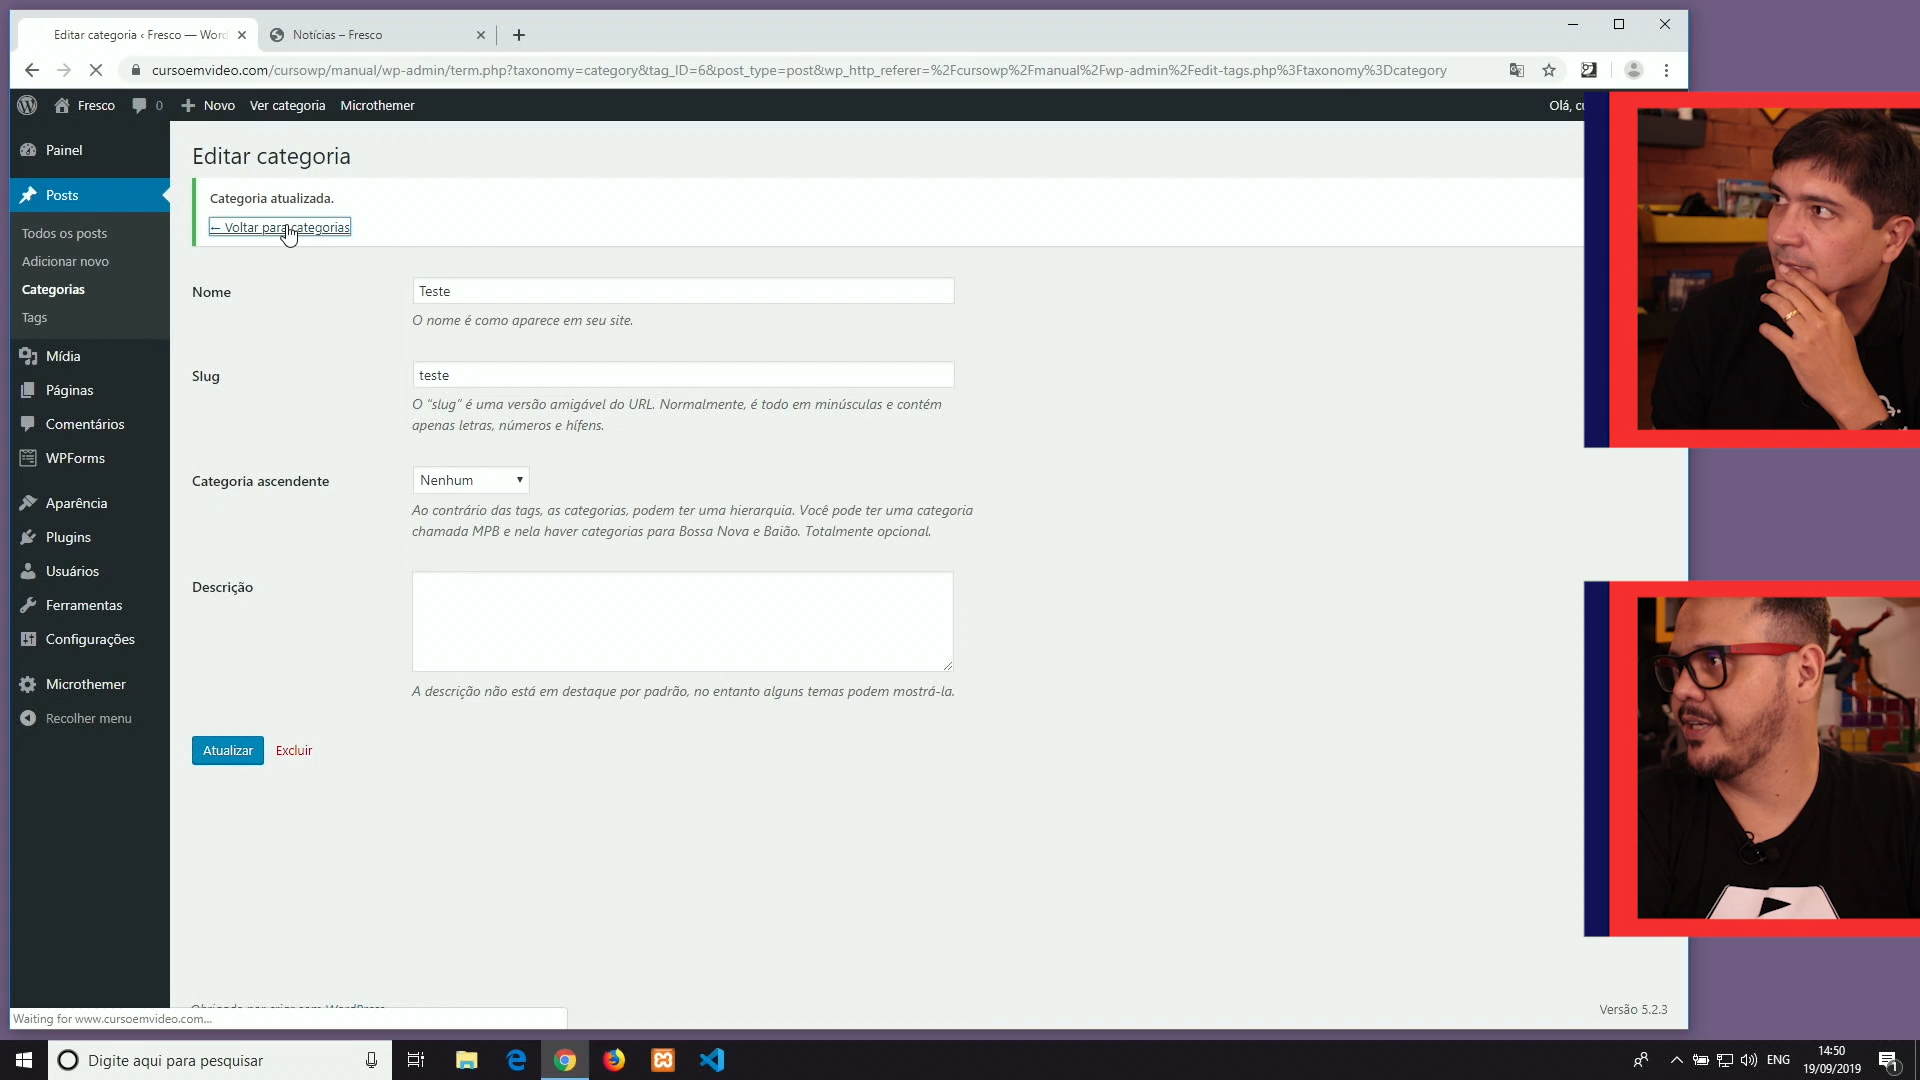 Editar categoria ‹ Fresco — Word
Notícias – Fresco
cursoemvideo.com/cursowp/manual/wp-admin/term.php?taxonomy=category&tag_ID=6&post_type=post&wp_http_referer=%2Fcursowp%2Fmanual%2Fwp-admin%2Fedit-tags.php%3Ftaxonomy%3Dcategory
Fresco 0 Novo Ver categoria Microthemer Olá, cu
Painel
Posts
Todos os posts
Adicionar novo
Categorias
Tags
Mídia
Páginas
Comentários
WPForms
Aparência
Plugins
Usuários
Ferramentas
Configurações
Microthemer
Recolher menu
Editar categoria
Categoria atualizada.
← Voltar para categorias
Nome
Teste
O nome é como aparece em seu site.
Slug
teste
O “slug” é uma versão amigável do URL. Normalmente, é todo em minúsculas e contém
apenas letras, números e hífens.
Categoria ascendente
Nenhum
Ao contrário das tags, as categorias, podem ter uma hierarquia. Você pode ter uma categoria
chamada MPB e nela haver categorias para Bossa Nova e Baião. Totalmente opcional.
Descrição
A descrição não está em destaque por padrão, no entanto alguns temas podem mostrá-la.
Atualizar Excluir
Versão 5.2.3
Waiting for www.cursoemvideo.com...
Digite aqui para pesquisar
ENG
14:50
19/09/2019
1